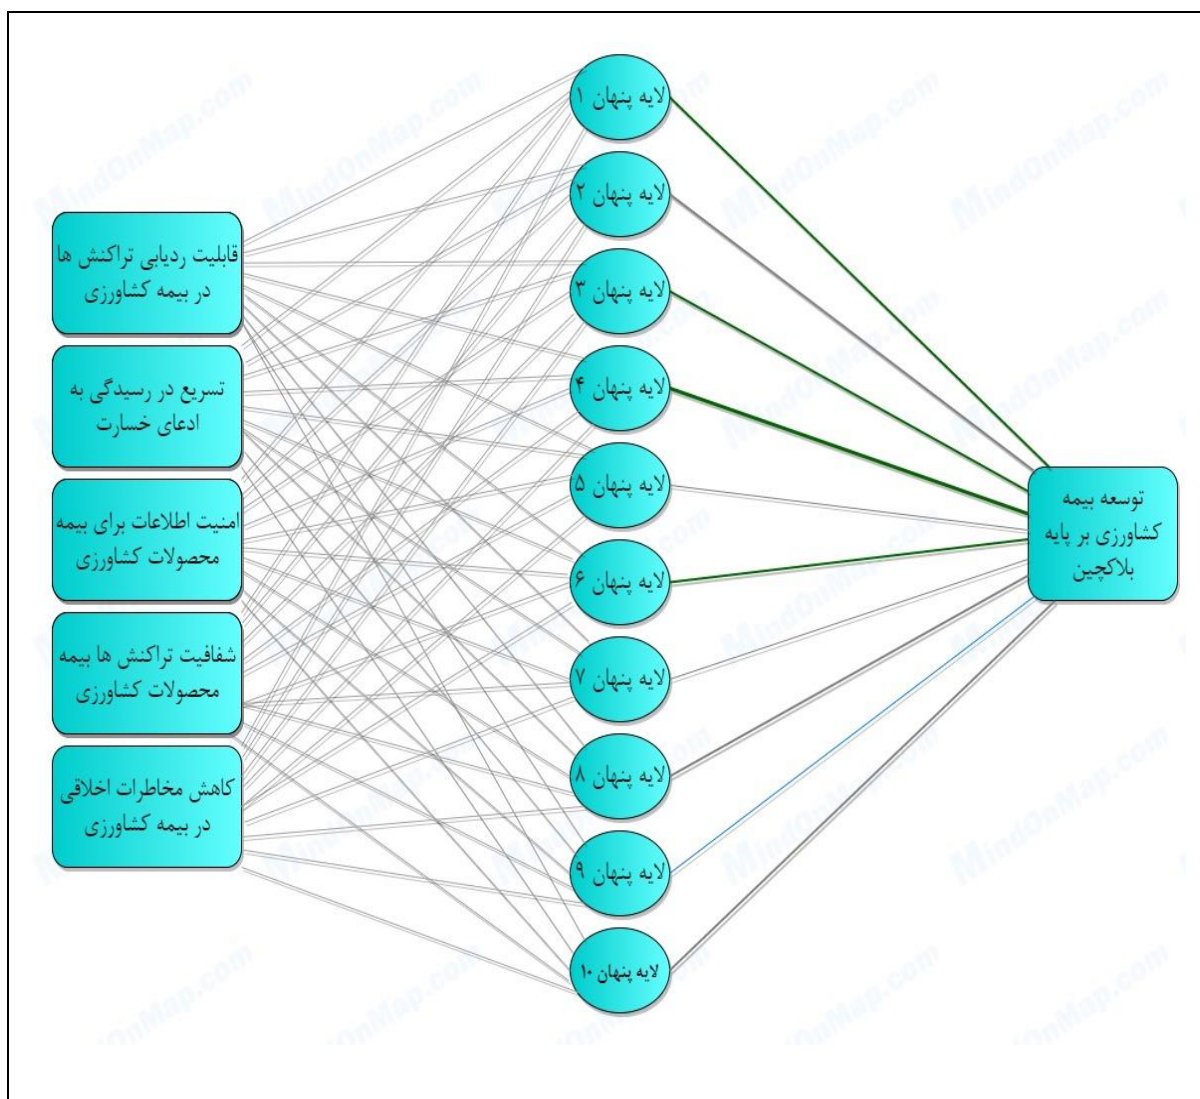 قابلیت ردیابی تراکنش ها
در بیمه کشاورزی
تسریع در رسیدگی به
ادعای خسارت
امنیت اطلاعات برای بیمه
محصولات کشاورزی
شفافیت تراکنش ها بیمه
محصولات کشاورزی
کاهش مخاطرات اخلاقی
در بیمه کشاورزی
لایه پنهان ۱
لایه پنهان ۲
لایه پنهان ۳
لایه پنهان ۴
لایه پنهان ۵
لایه پنهان ۶
لایه پنهان ۷
لایه پنهان ۸
لایه پنهان ۹
لایه پنهان ۱۰
توسعه بیمه
کشاورزی بر پایه
بلاکچین
MindOnMap.com